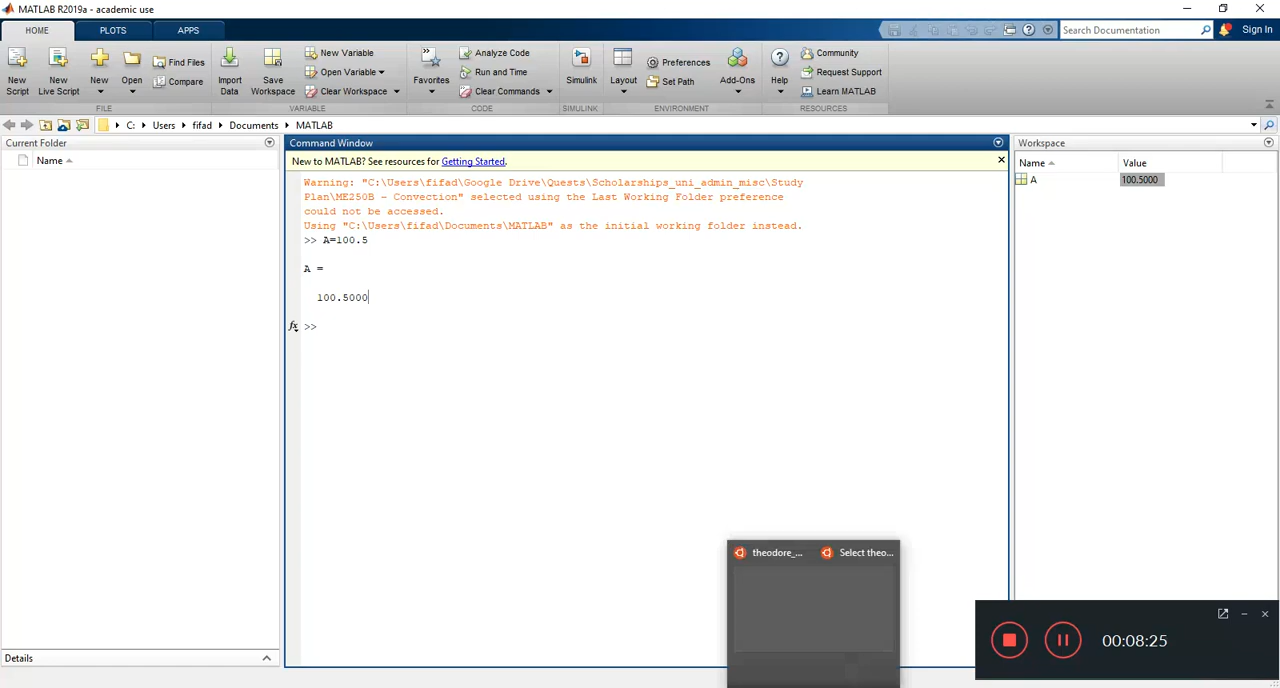 MATLAB R2019a - academic use
HOME PLOTS APPS
Search Documentation
Sign In
New Script
New Live Script
New
Open
Find Files
Compare
FILE
Import Data
Save Workspace
New Variable
Open Variable
Clear Workspace
VARIABLE
Favorites
Analyze Code
Run and Time
Clear Commands
CODE
Simulink
SIMULINK
Layout
Preferences
Set Path
Add-Ons
ENVIRONMENT
Help
Community
Request Support
Learn MATLAB
RESOURCES
C: Users fifad Documents MATLAB
Current Folder
Name
Details
Command Window
New to MATLAB? See resources for Getting Started.
Warning: "C:\Users\fifad\Google Drive\Quests\Scholarships_uni_admin_misc\Study
Plan\ME250B - Convection" selected using the Last Working Folder preference
could not be accessed.
Using "C:\Users\fifad\Documents\MATLAB" as the initial working folder instead.
>> A=100.5
A =
100.5000
fx >>
Workspace
Name Value
A 100.5000
theodore_... Select theo...
00:08:25